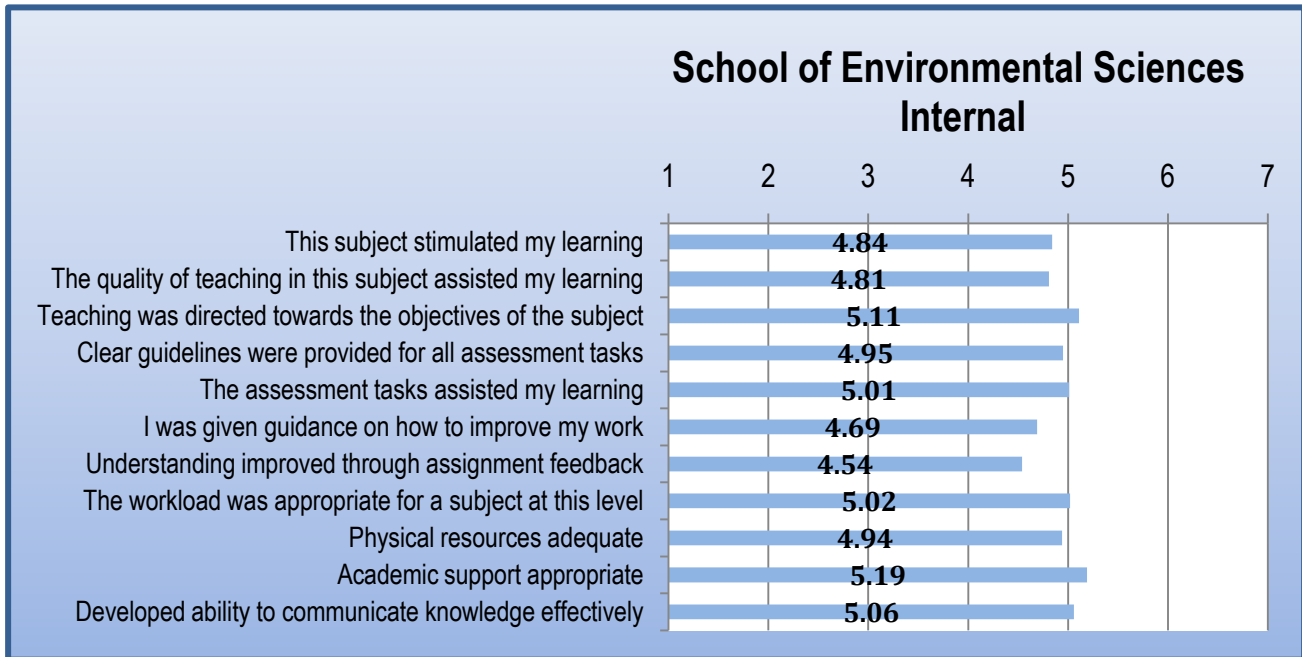 School of Environmental Sciences
Internal
1 2 3 4 5 6 7
This subject stimulated my learning 4.84
The quality of teaching in this subject assisted my learning 4.81
Teaching was directed towards the objectives of the subject 5.11
Clear guidelines were provided for all assessment tasks 4.95
The assessment tasks assisted my learning 5.01
I was given guidance on how to improve my work 4.69
Understanding improved through assignment feedback 4.54
The workload was appropriate for a subject at this level 5.02
Physical resources adequate 4.94
Academic support appropriate 5.19
Developed ability to communicate knowledge effectively 5.06